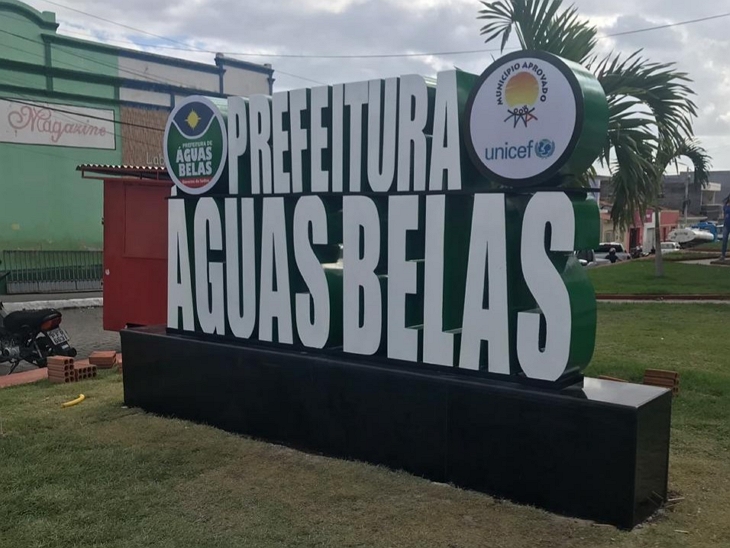 Magazine
PREFEITURA DE
ÁGUAS
BELAS
PREFEITURA
ÁGUAS BELAS
MUNICÍPIO APROVADO
unicef